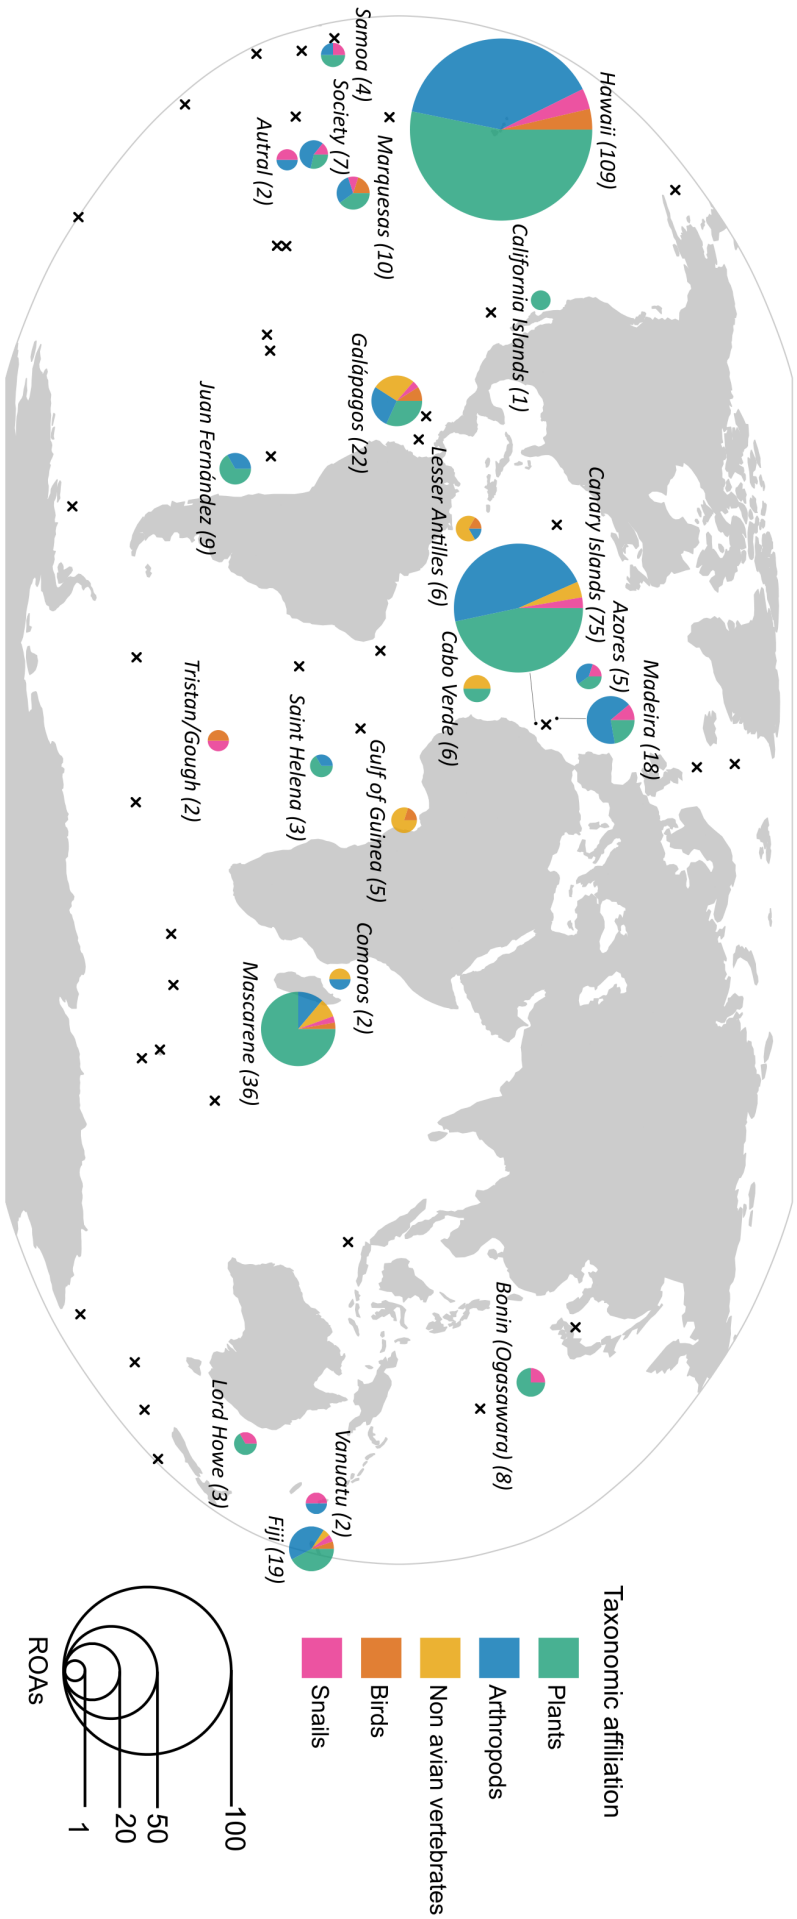 Samoa (4)
Society (7)
Autral (2)
Marquesas (10)
Hawaii (109)
California Islands (1)
Galápagos (22)
Juan Fernández (9)
Lesser Antilles (6)
Canary Islands (75)
Azores (5)
Madeira (18)
Cabo Verde (6)
Tristan/Gough (2)
Saint Helena (3)
Gulf of Guinea (5)
Comoros (2)
Mascarene (36)
Bonin (Ogasawara) (8)
Lord Howe (3)
Vanuatu (2)
Fiji (19)
Taxonomic affiliation
Plants
Arthropods
Non avian vertebrates
Birds
Snails
100
50
20
1
ROAs